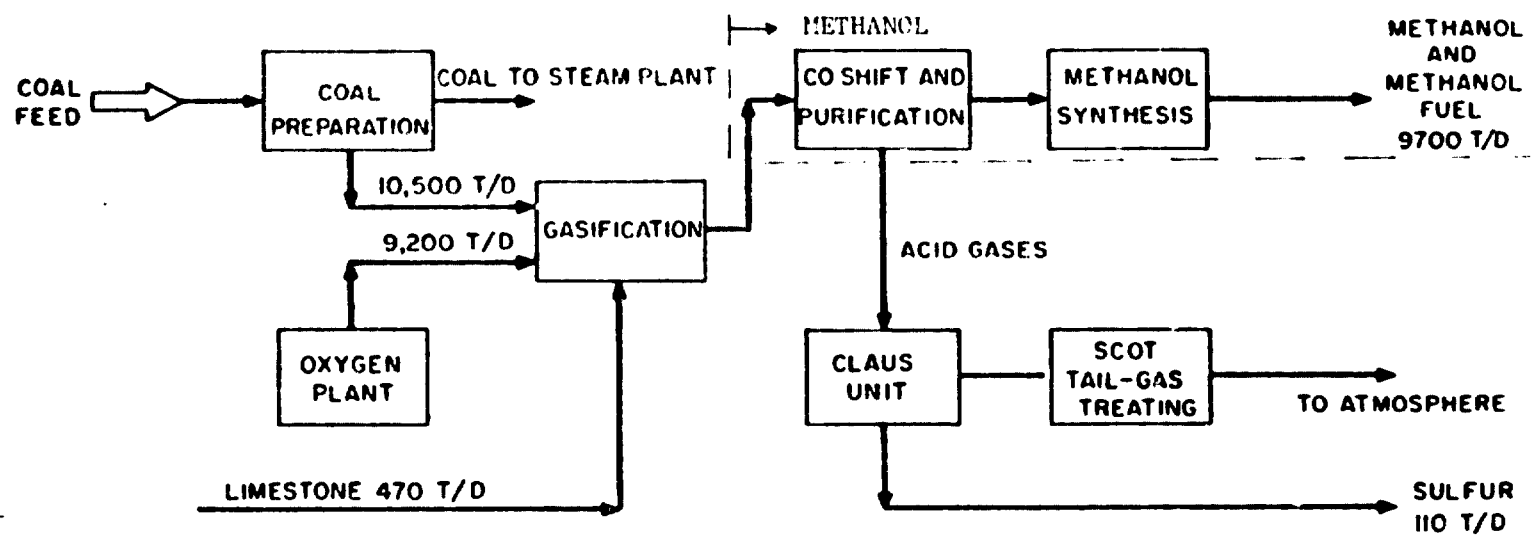 METHANOL
METHANOL
AND
METHANOL
FUEL
9700 T/D
COAL
FEED
COAL
PREPARATION
COAL TO STEAM PLANT
CO SHIFT AND
PURIFICATION
METHANOL
SYNTHESIS
10,500 T/D
9,200 T/D
GASIFICATION
ACID GASES
OXYGEN
PLANT
CLAUS
UNIT
SCOT
TAIL-GAS
TREATING
TO ATMOSPHERE
LIMESTONE 470 T/D
SULFUR
110 T/D